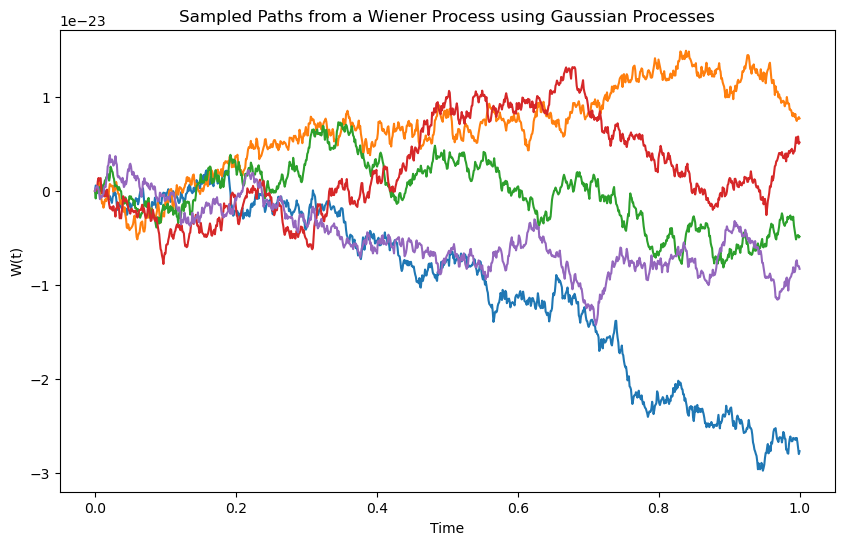 Sampled Paths from a Wiener Process using Gaussian Processes
1e−23
1
0
−1
−2
−3
W(t)
0.0 0.2 0.4 0.6 0.8 1.0
Time